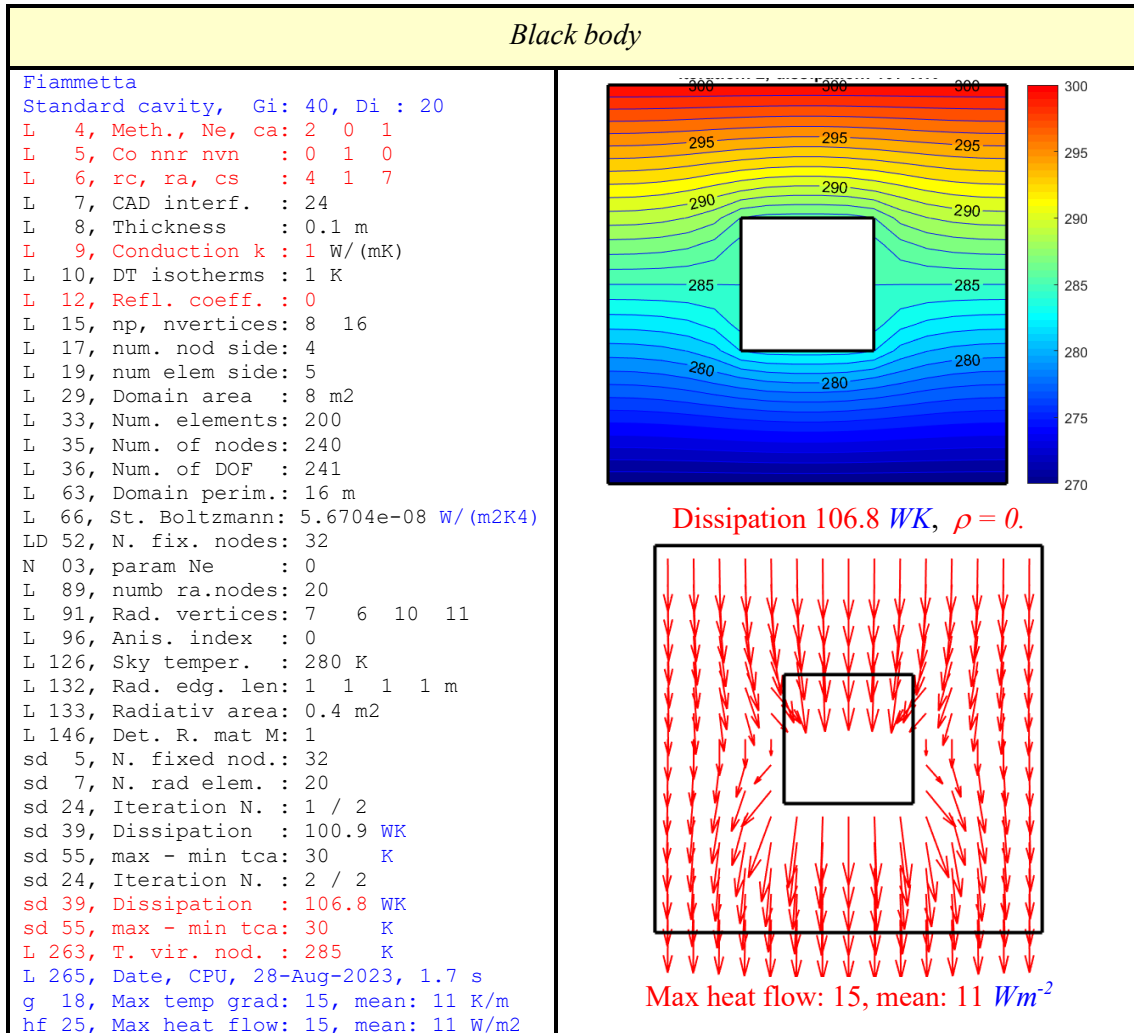 Black body
Fiammetta
Standard cavity, Gi: 40, Di : 20
L   4, Meth., Ne, ca: 2  0  1
L   5, Co nnr nvn   : 0  1  0
L   6, rc, ra, cs   : 4  1  7
L   7, CAD interf.  : 24
L   8, Thickness    : 0.1 m
L   9, Conduction k : 1 W/(mK)
L  10, DT isotherms : 1 K
L  12, Refl. coeff. : 0
L  15, np, nvertices: 8  16
L  17, num. nod side: 4
L  19, num elem side: 5
L  29, Domain area  : 8 m2
L  33, Num. elements: 200
L  35, Num. of nodes: 240
L  36, Num. of DOF  : 241
L  63, Domain perim.: 16 m
L  66, St. Boltzmann: 5.6704e-08 W/(m2K4)
LD 52, N. fix. nodes: 32
N  03, param Ne     : 0
L  89, numb ra.nodes: 20
L  91, Rad. vertices: 7   6  10  11
L  96, Anis. index  : 0
L 126, Sky temper.  : 280 K
L 132, Rad. edg. len: 1  1  1  1 m
L 133, Radiativ area: 0.4 m2
L 146, Det. R. mat M: 1
sd  5, N. fixed nod.: 32
sd  7, N. rad elem. : 20
sd 24, Iteration N. : 1 / 2
sd 39, Dissipation  : 100.9 WK
sd 55, max - min tca: 30    K
sd 24, Iteration N. : 2 / 2
sd 39, Dissipation  : 106.8 WK
sd 55, max - min tca: 30    K
L 263, T. vir. nod. : 285   K
L 265, Date, CPU, 28-Aug-2023, 1.7 s
g  18, Max temp grad: 15, mean: 11 K/m
hf 25, Max heat flow: 15, mean: 11 W/m2
300 300 300
295 295
290 290 290
285 285
280 280 280
300
295
290
285
280
275
270
Dissipation 106.8 WK, ρ = 0.
Max heat flow: 15, mean: 11 Wm⁻²